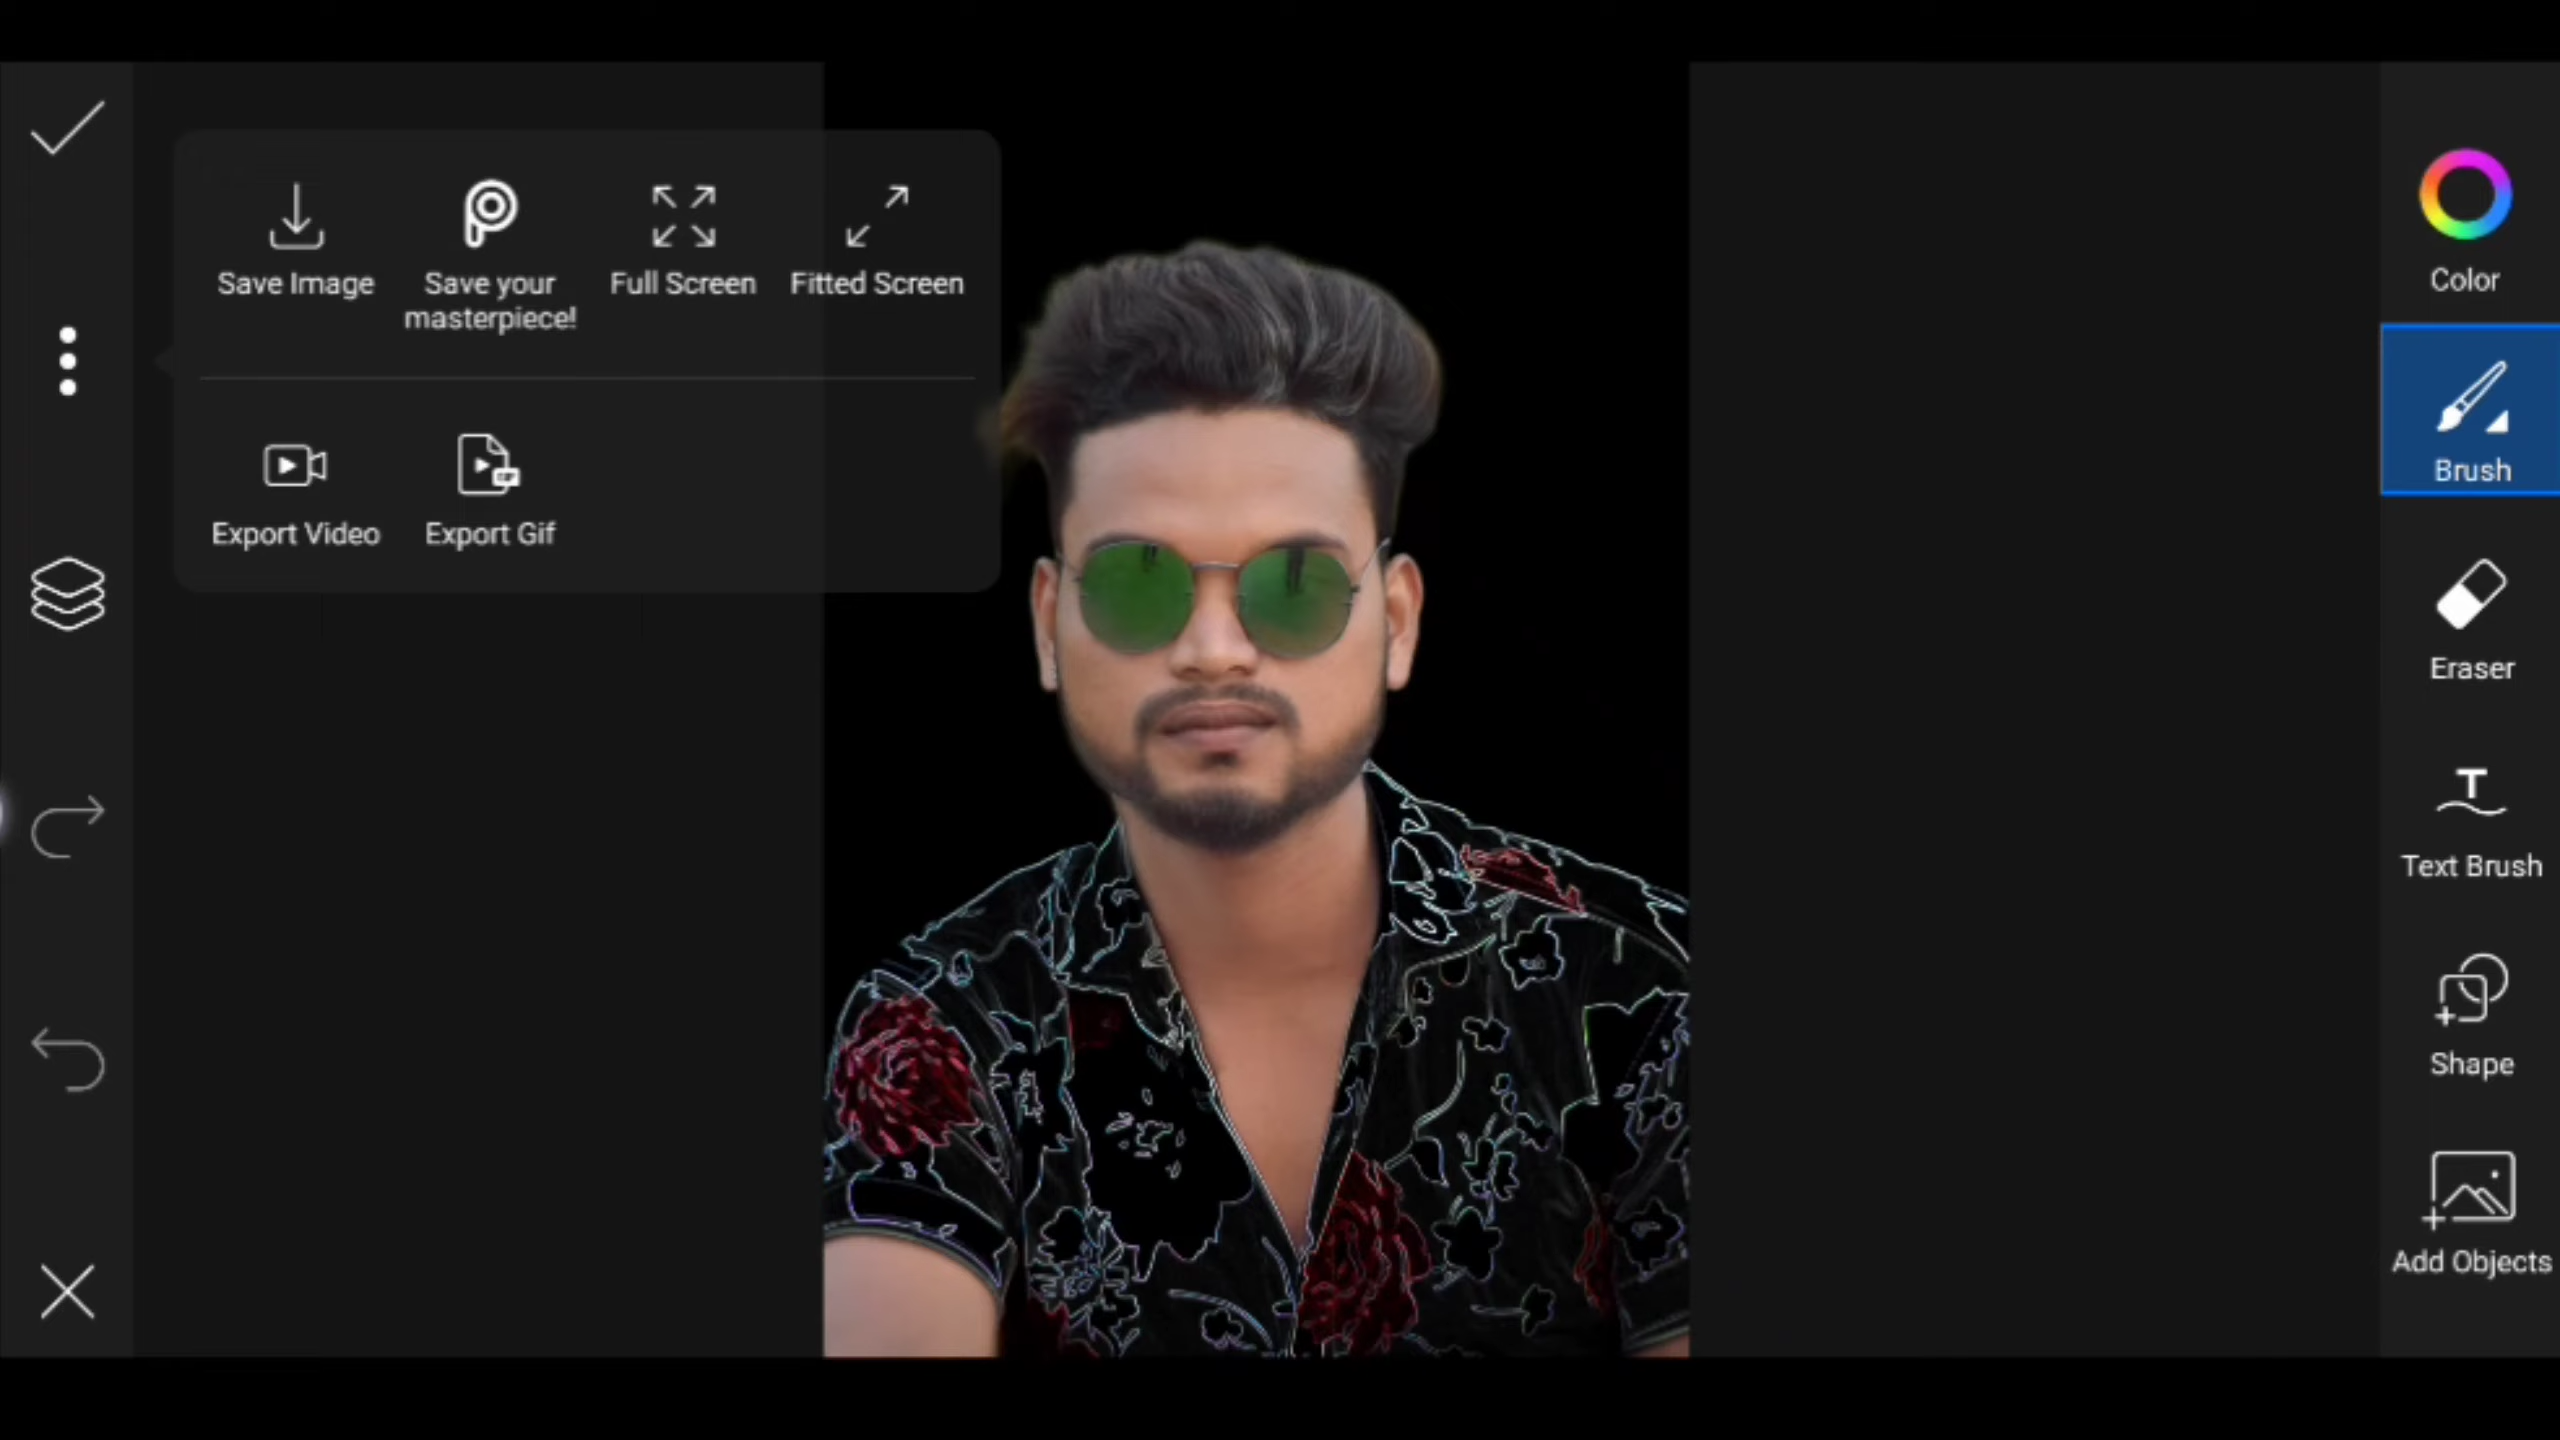 Save Image
Save your
masterpiece!
Full Screen
Fitted Screen
Export Video
Export Gif
Color
Brush
Eraser
T
Text Brush
Shape
Add Objects